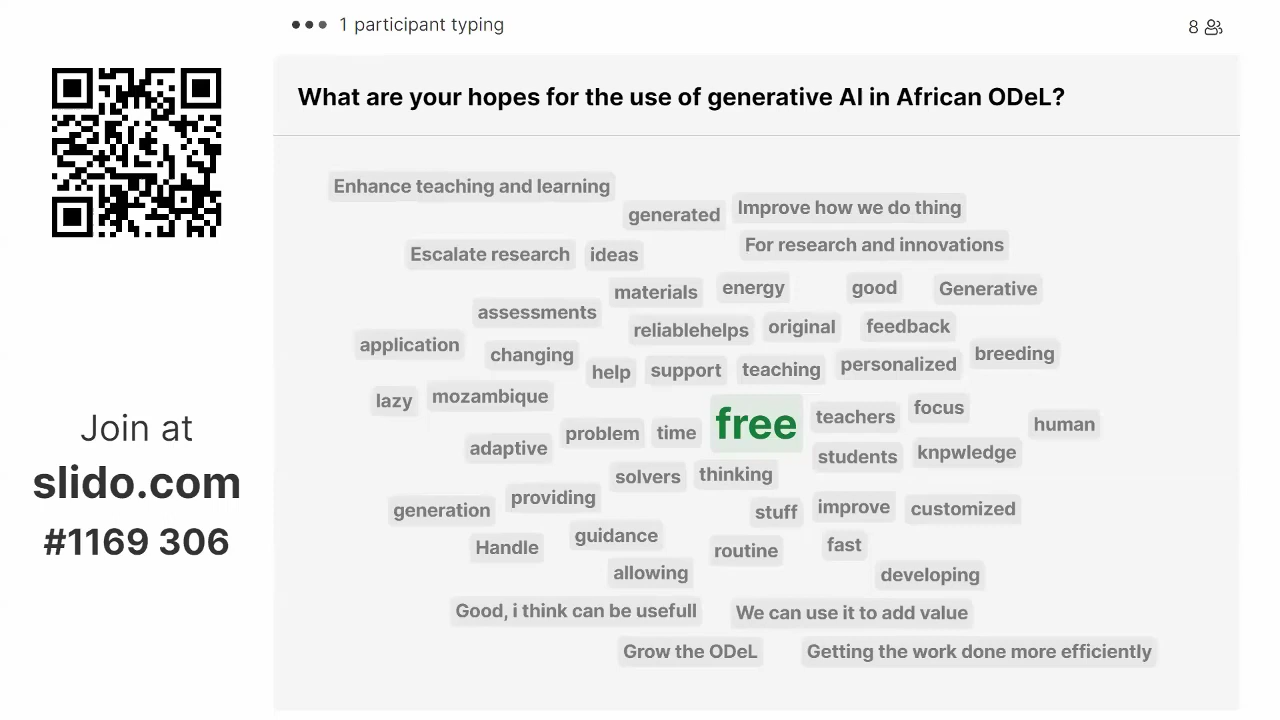 1 participant typing
8
What are your hopes for the use of generative AI in African ODeL?
Enhance teaching and learning
generated
Improve how we do thing
Escalate research
ideas
For research and innovations
materials
energy
good
Generative
assessments
reliablehelps
original
feedback
application
changing
help
support
teaching
personalized
breeding
lazy
mozambique
free
teachers
focus
human
adaptive
problem
time
students
knpwledge
solvers
thinking
generation
providing
stuff
improve
customized
Handle
guidance
routine
fast
allowing
developing
Good, i think can be usefull
We can use it to add value
Grow the ODeL
Getting the work done more efficiently
Join at
slido.com
#1169 306